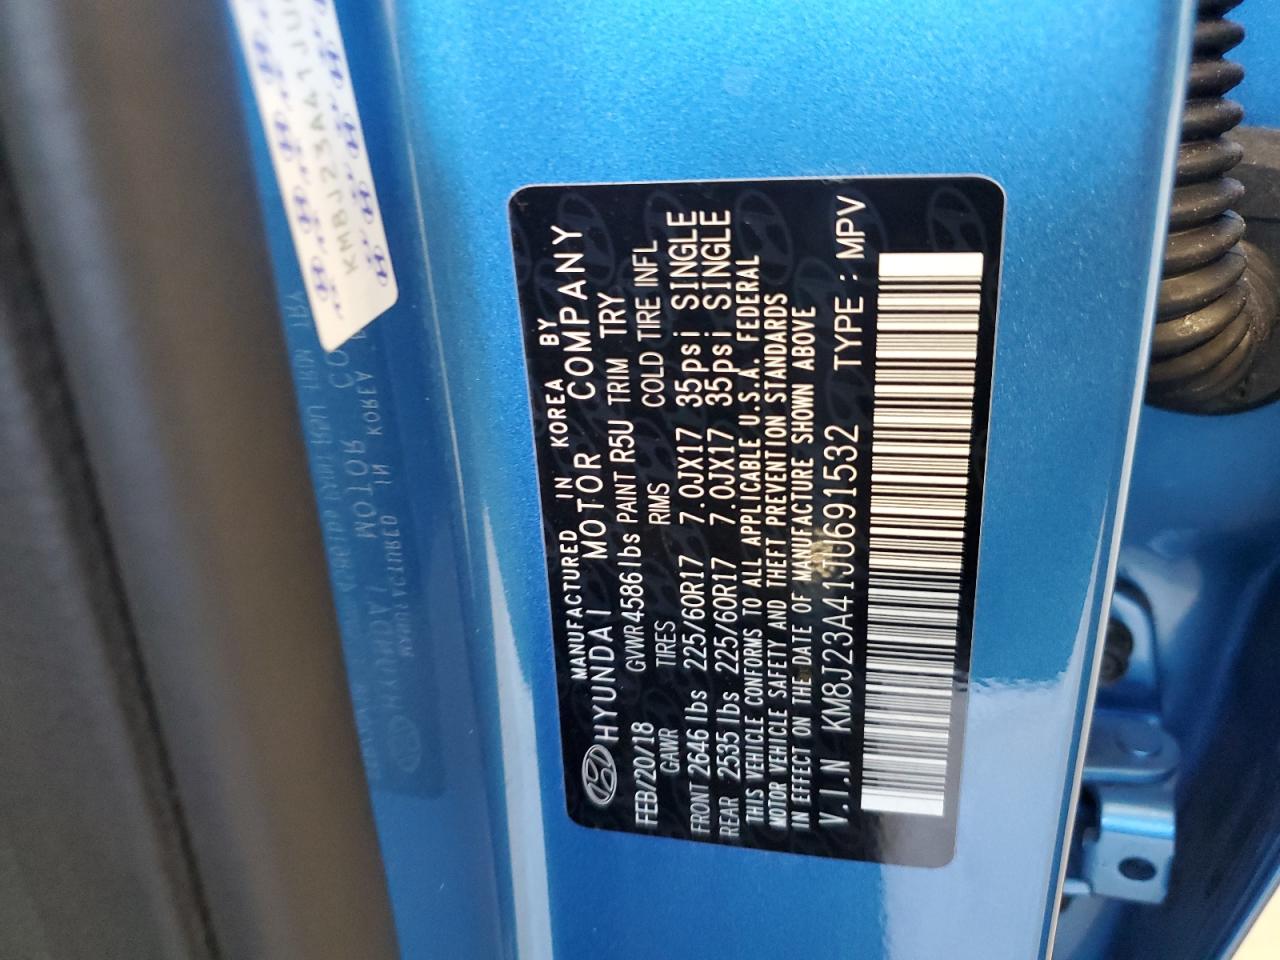 MANUFACTURED IN KOREA BY
HYUNDAI MOTOR COMPANY
FEB/20/18 GVWR 4586 lbs PAINT R5U TRIM TRY
GAWR TIRES RIMS COLD TIRE INFL
FRONT 2646 lbs 225/60R17 7.0JX17 35psi SINGLE
REAR 2535 lbs 225/60R17 7.0JX17 35psi SINGLE
THIS VEHICLE CONFORMS TO ALL APPLICABLE U.S.A. FEDERAL
MOTOR VEHICLE SAFETY AND THEFT PREVENTION STANDARDS
IN EFFECT ON THE DATE OF MANUFACTURE SHOWN ABOVE
V.I.N KM8J23A41JU691532 TYPE : MPV
KM8J23A41JU